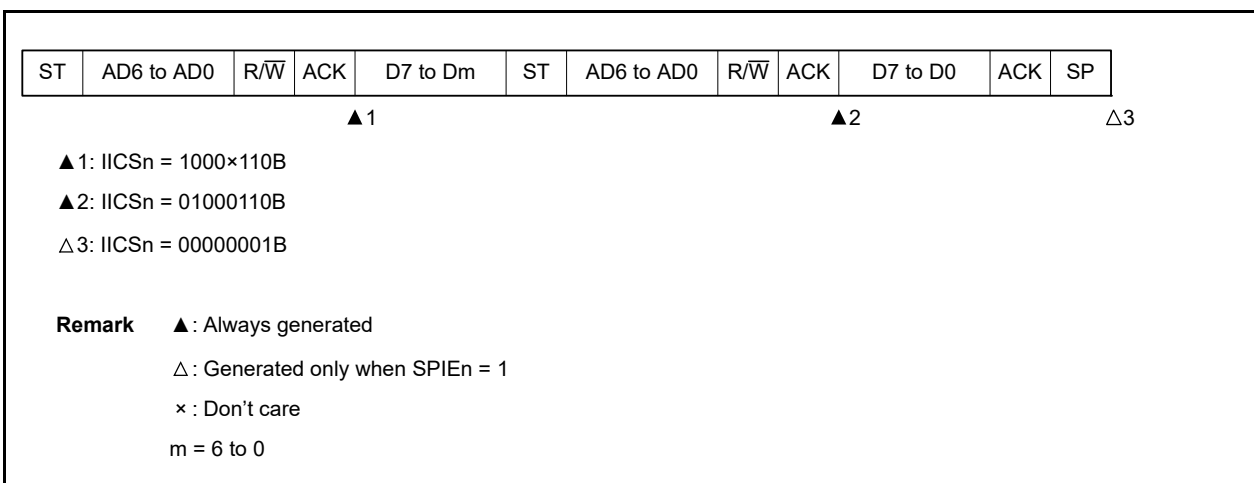 ST AD6 to AD0 R/W̅ ACK D7 to Dm ST AD6 to AD0 R/W̅ ACK D7 to D0 ACK SP
▲1 ▲2 △3
▲1: IICSn = 1000×110B
▲2: IICSn = 01000110B
△3: IICSn = 00000001B
Remark ▲: Always generated
△: Generated only when SPIEn = 1
×: Don’t care
m = 6 to 0